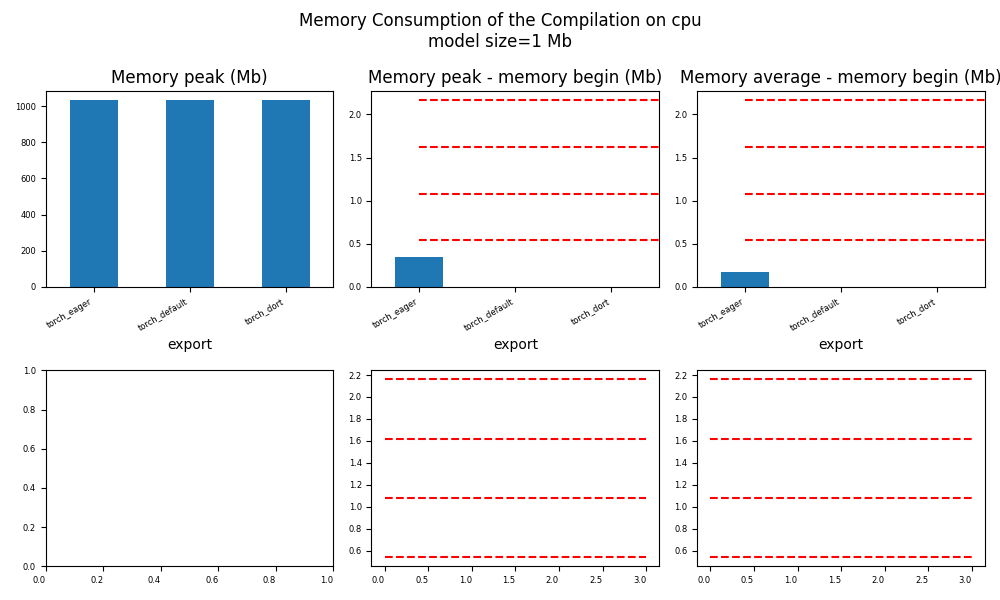 Memory Consumption of the Compilation on cpu
model size=1 Mb
Memory peak (Mb)
1000
800
600
400
200
0
torch_eager
torch_default
torch_dort
export
Memory peak - memory begin (Mb)
2.0
1.5
1.0
0.5
0.0
torch_eager
torch_default
torch_dort
export
Memory average - memory begin (Mb)
2.0
1.5
1.0
0.5
0.0
torch_eager
torch_default
torch_dort
export
1.0
0.8
0.6
0.4
0.2
0.0
0.0 0.2 0.4 0.6 0.8 1.0
2.2
2.0
1.8
1.6
1.4
1.2
1.0
0.8
0.6
0.0 0.5 1.0 1.5 2.0 2.5 3.0
2.2
2.0
1.8
1.6
1.4
1.2
1.0
0.8
0.6
0.0 0.5 1.0 1.5 2.0 2.5 3.0